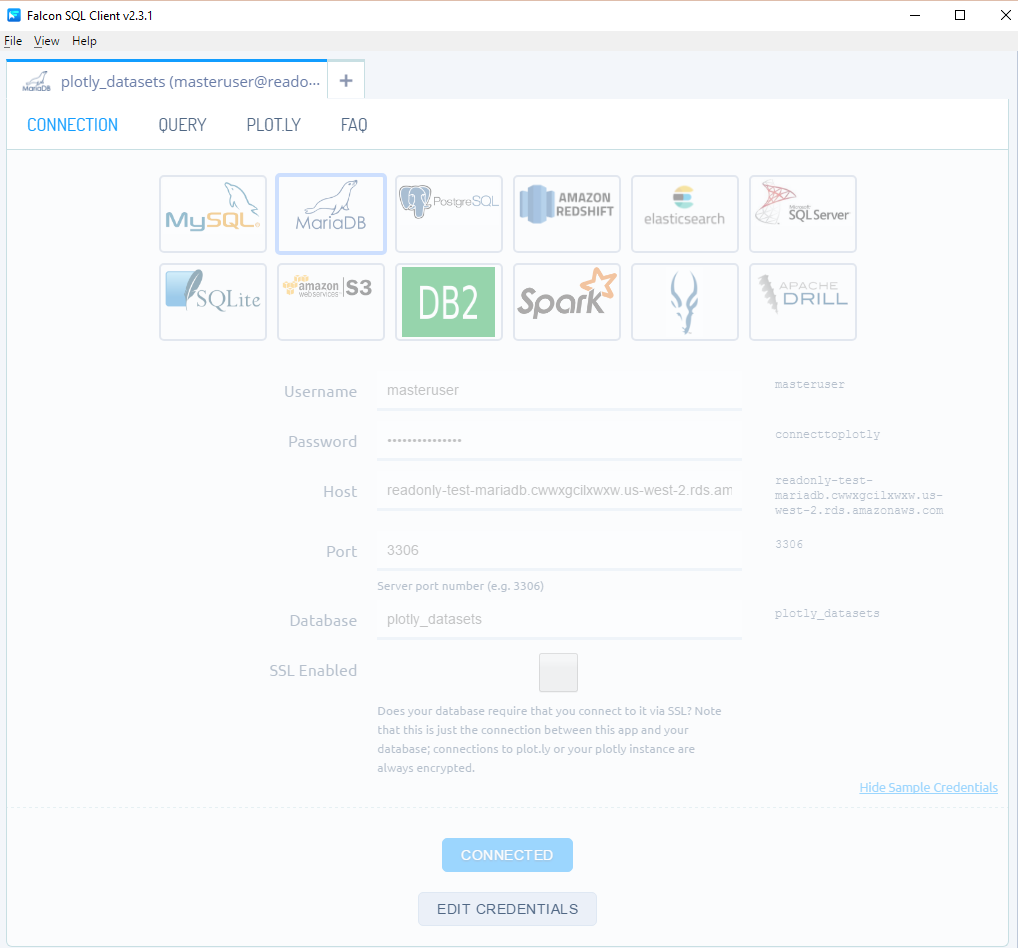 Falcon SQL Client v2.3.1
File View Help
MariaDB plotly_datasets (masteruser@reado··· +
CONNECTION QUERY PLOT.LY FAQ
MySQL. MariaDB PostgreSQL AMAZON REDSHIFT elasticsearch Microsoft SQL Server
SQLite amazon web services S3 DB2 Spark APACHE DRILL
Username masteruser masteruser
Password ••••••••••••••• connecttoplotly
Host readonly-test-mariadb.cwwxgcilxwxw.us-west-2.rds.am readonly-test-
mariadb.cwwxgcilxwxw.us-
west-2.rds.amazonaws.com
Port 3306 3306
Server port number (e.g. 3306)
Database plotly_datasets plotly_datasets
SSL Enabled
Does your database require that you connect to it via SSL? Note
that this is just the connection between this app and your
database; connections to plot.ly or your plotly instance are
always encrypted.
Hide Sample Credentials
CONNECTED
EDIT CREDENTIALS